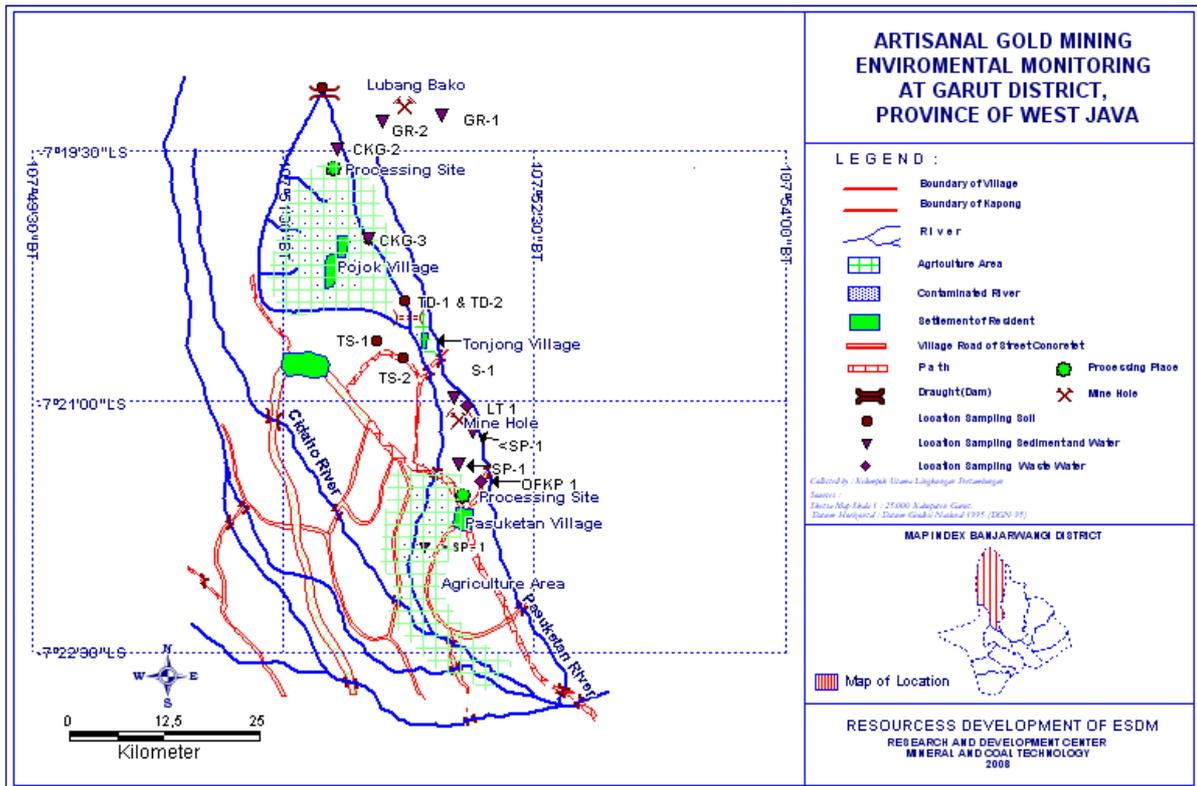 Lubang Bako
GR-1
GR-2
-7°19'30"LS
CKG-2
Processing Site
107°49'30"BT
107°51'30"BT
107°52'30"BT
107°54'00"BT
CKG-3
Pojok Village
TD-1 & TD-2
TS-1
Tonjong Village
TS-2
S-1
-7°21'00"LS
LT 1
Mine Hole
<SP-1
Cidaho River
SP-1
OFKP 1
Processing Site
Pasuketan Village
Agriculture Area
Pasuketan River
-7°22'30"LS
N
W E
S
0 12,5 25
Kilometer
ARTISANAL GOLD MINING
ENVIROMENTAL MONITORING
AT GARUT DISTRICT,
PROVINCE OF WEST JAVA
LEGEND :
Boundary of Village
Boundary of Kapong
River
Agriculture Area
Contaminated River
Settlement of Resident
Village Road of Street Concretet
Path
Processing Place
Draught (Dam)
Mine Hole
Location Sampling Soil
Location Sampling Sediment and Water
Location Sampling Waste Water
MAP INDEX BANJARWANGI DISTRICT
Map of Location
RESOURCESS DEVELOPMENT OF ESDM
RESEARCH AND DEVELOPMENT CENTER
MINERAL AND COAL TECHNOLOGY
2008